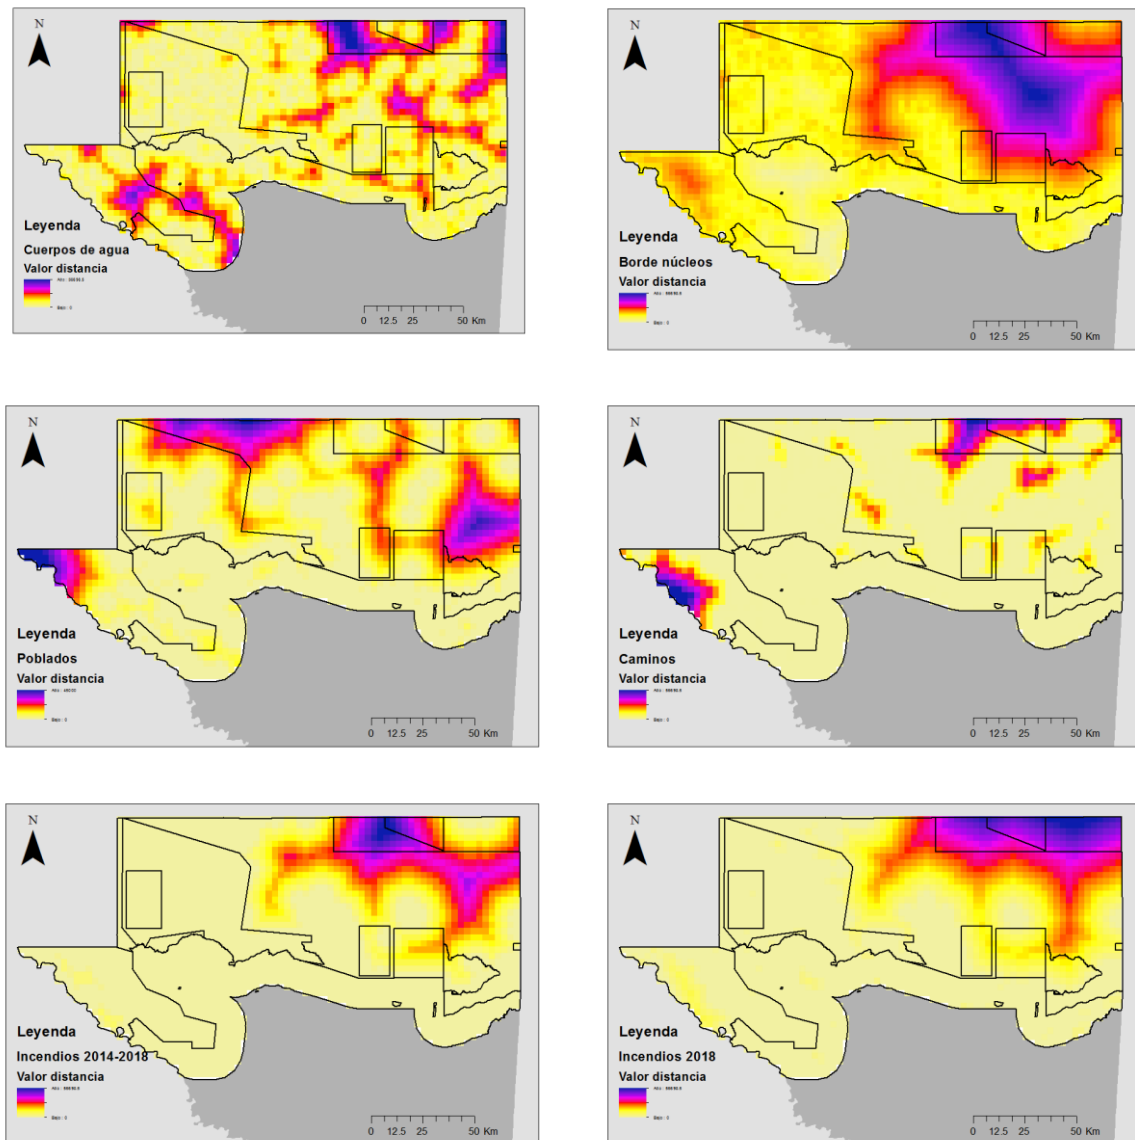 N
Leyenda
Cuerpos de agua
Valor distancia
0 12.5 25 50 Km
N
Leyenda
Borde núcleos
Valor distancia
0 12.5 25 50 Km
N
Leyenda
Poblados
Valor distancia
0 12.5 25 50 Km
N
Leyenda
Caminos
Valor distancia
0 12.5 25 50 Km
N
Leyenda
Incendios 2014-2018
Valor distancia
0 12.5 25 50 Km
N
Leyenda
Incendios 2018
Valor distancia
0 12.5 25 50 Km